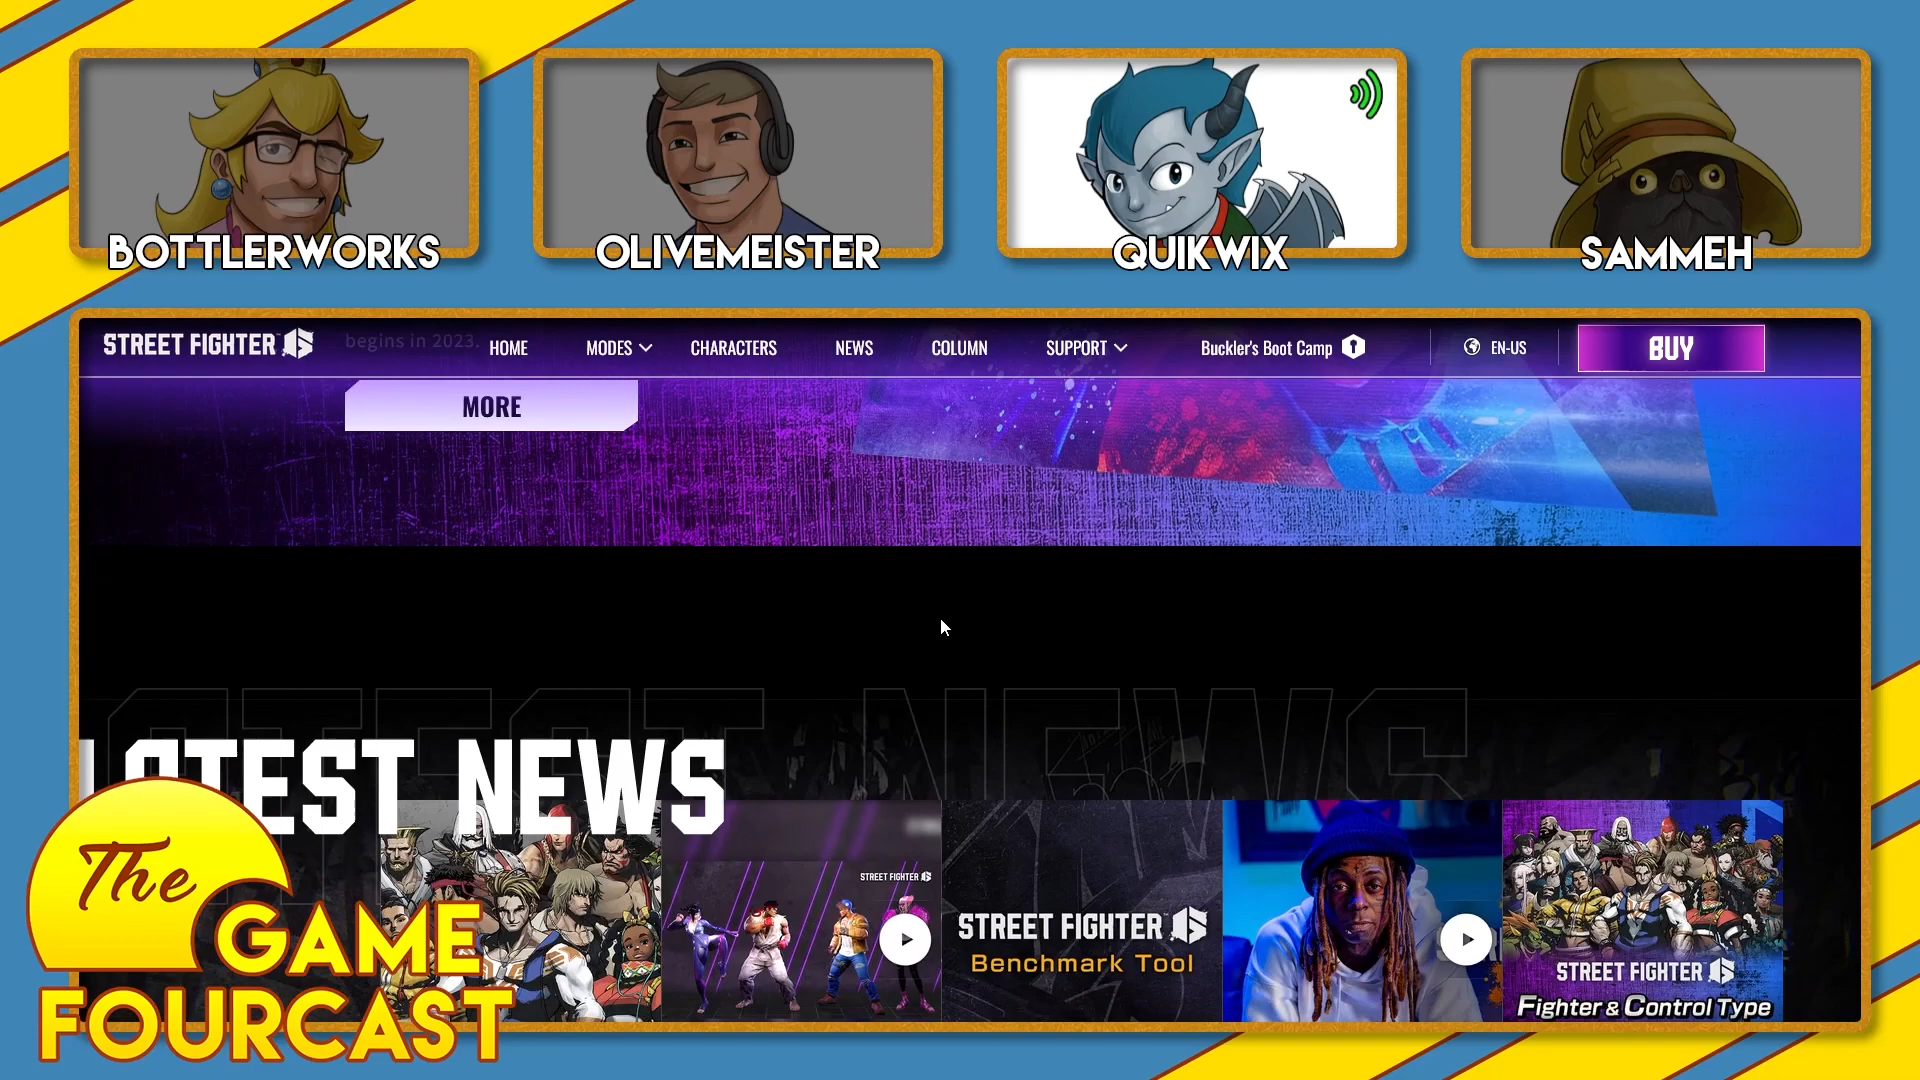 BOTTLERWORKS
OLIVEMEISTER
QUIKWIX
SAMMEH
STREET FIGHTER 6
begins in 2023.
HOME
MODES
CHARACTERS
NEWS
COLUMN
SUPPORT
Buckler's Boot Camp
EN-US
BUY
MORE
LATEST NEWS
LATEST NEWS
STREET FIGHTER 6
STREET FIGHTER 6
Benchmark Tool
STREET FIGHTER 6
Fighter & Control Type
The
GAME
FOURCAST